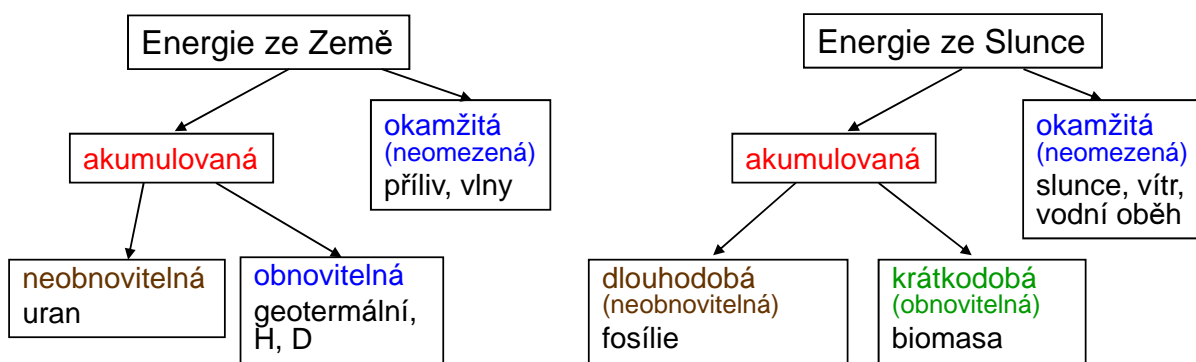 Energie ze Země
okamžitá
(neomezená)
příliv, vlny
akumulovaná
neobnovitelná
uran
obnovitelná
geotermální,
H, D
Energie ze Slunce
okamžitá
(neomezená)
slunce, vítr,
vodní oběh
akumulovaná
dlouhodobá
(neobnovitelná)
fosílie
krátkodobá
(obnovitelná)
biomasa